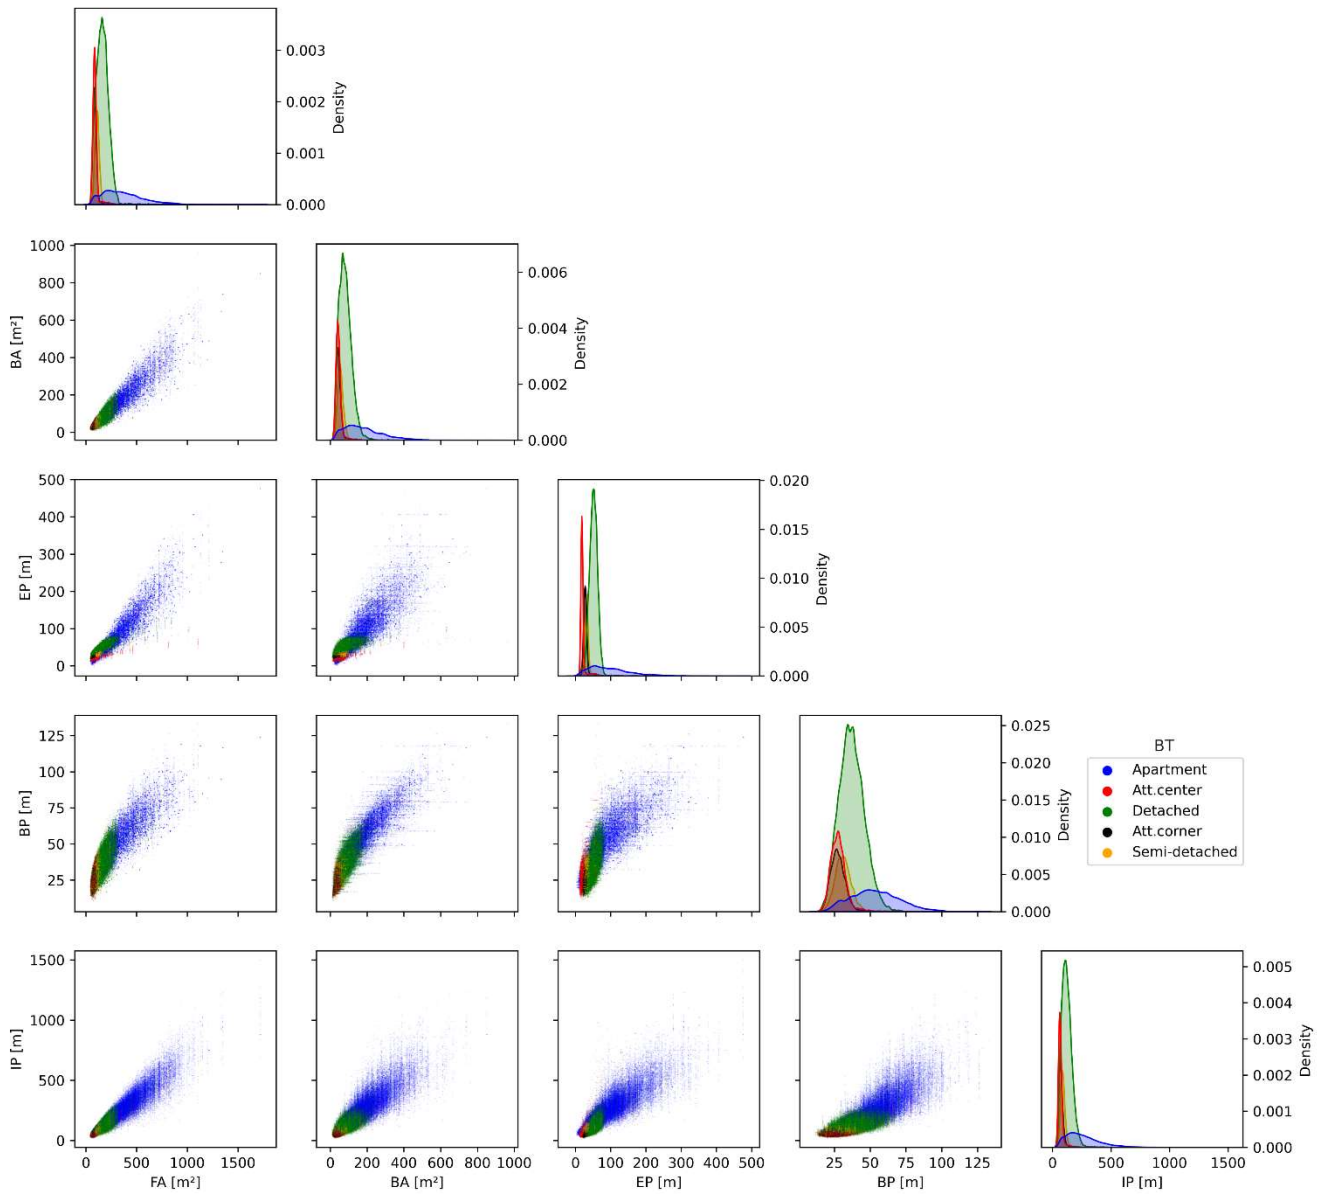 0.003
0.002
0.001
0.000
Density
1000
800
600
400
200
0
BA [m²]
0.006
0.004
0.002
0.000
Density
500
400
300
200
100
0
EP [m]
0.020
0.015
0.010
0.005
0.000
Density
125
100
75
50
25
BP [m]
0.025
0.020
0.015
0.010
0.005
0.000
Density
BT
Apartment
Att.center
Detached
Att.corner
Semi-detached
1500
1000
500
0
IP [m]
0.005
0.004
0.003
0.002
0.001
0.000
Density
0 500 1000 1500
0 200 400 600 800 1000
0 100 200 300 400 500
25 50 75 100 125
0 500 1000 1500
FA [m²]
BA [m²]
EP [m]
BP [m]
IP [m]